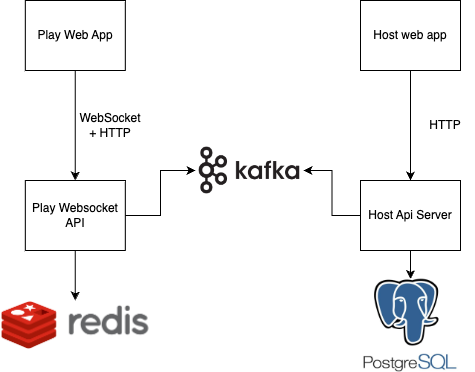 Play Web App
Host web app
WebSocket
+ HTTP
HTTP
kafka
Play Websocket
API
Host Api Server
redis
PostgreSQL